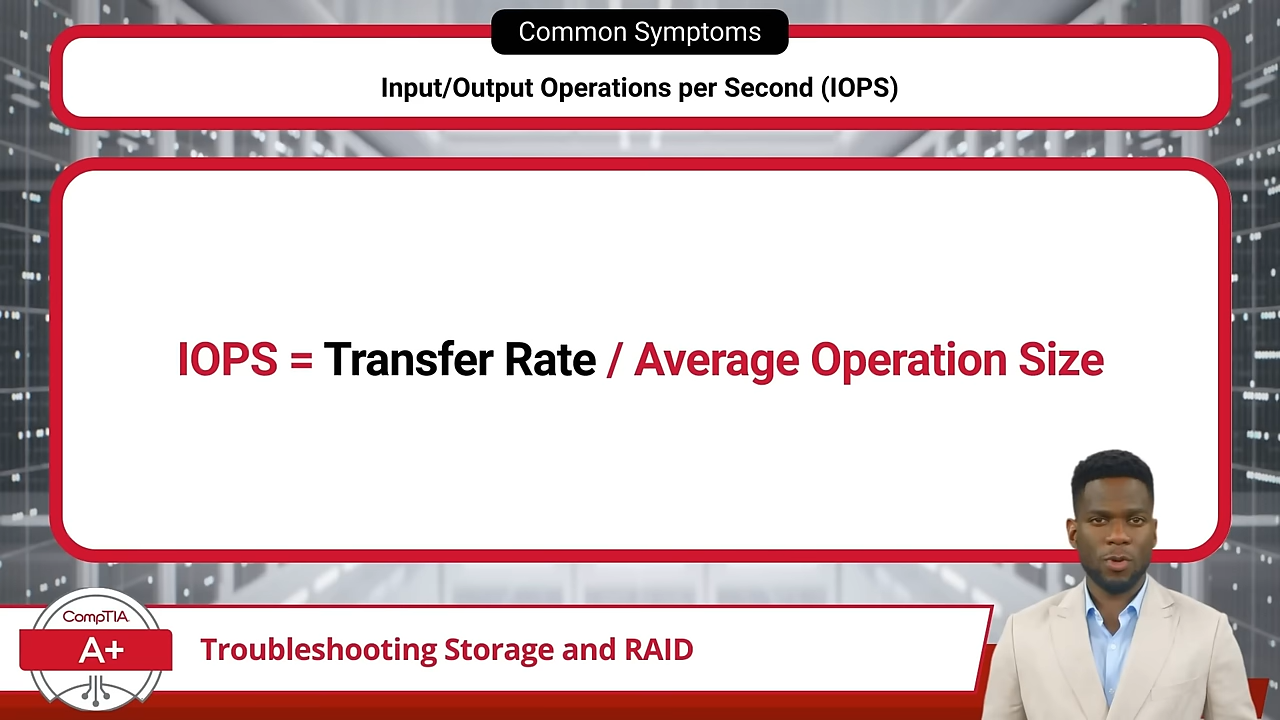 Common Symptoms
Input/Output Operations per Second (IOPS)
IOPS = Transfer Rate / Average Operation Size
CompTIA
A+
Troubleshooting Storage and RAID